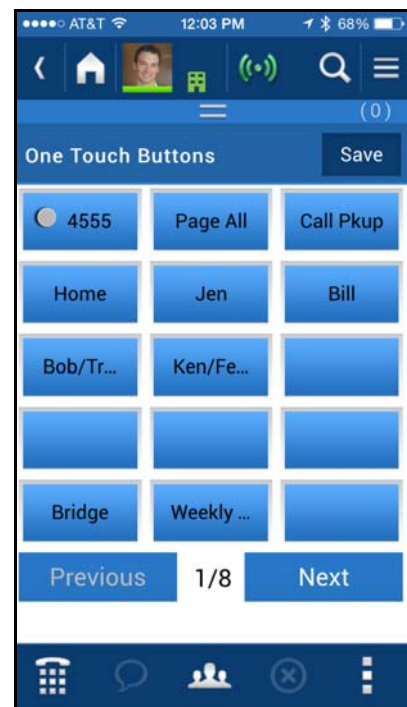 AT&T 12:03 PM 68%
(0)
One Touch Buttons Save
4555 Page All Call Pkup
Home Jen Bill
Bob/Tr... Ken/Fe...
Bridge Weekly ...
Previous 1/8 Next